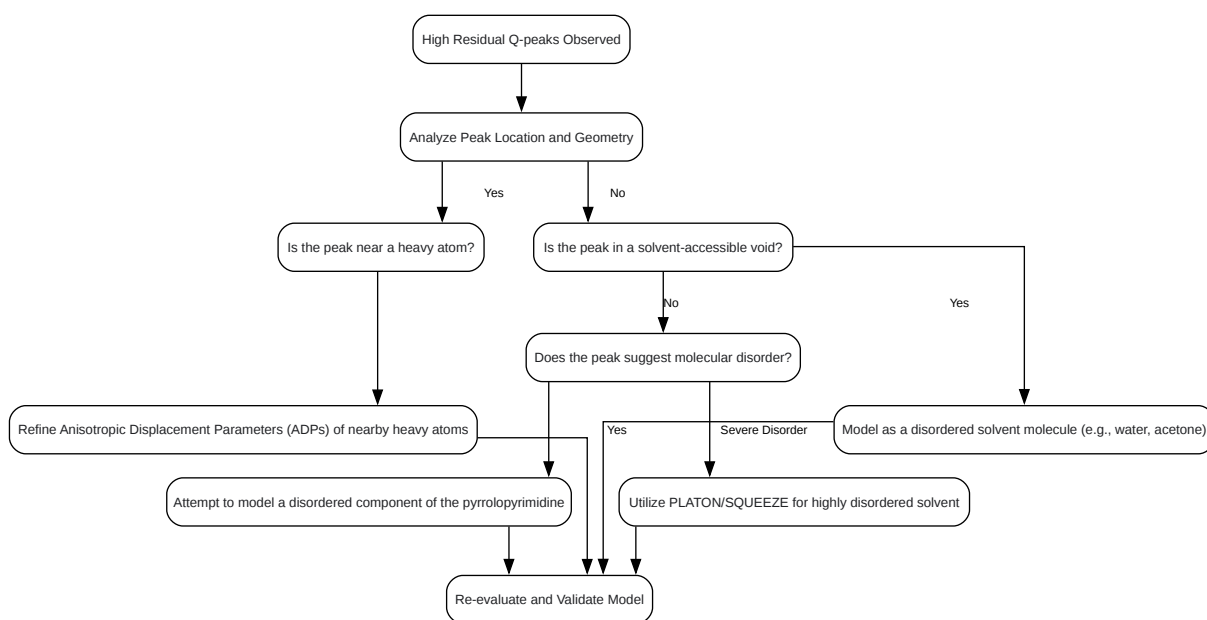 High Residual Q-peaks Observed
Analyze Peak Location and Geometry
Yes
No
Is the peak near a heavy atom?
Is the peak in a solvent-accessible void?
No
Yes
Does the peak suggest molecular disorder?
Refine Anisotropic Displacement Parameters (ADPs) of nearby heavy atoms
Yes
Severe Disorder
Model as a disordered solvent molecule (e.g., water, acetone)
Attempt to model a disordered component of the pyrrolopyrimidine
Utilize PLATON/SQUEEZE for highly disordered solvent
Re-evaluate and Validate Model